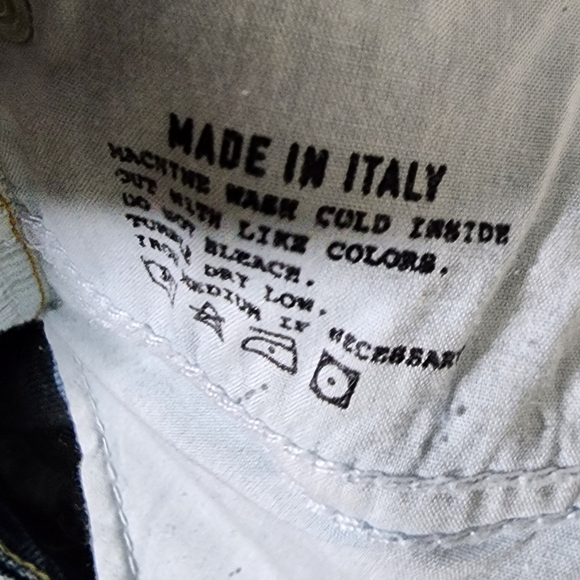 MADE IN ITALY
MACHINE WASH COLD INSIDE
OUT WITH LIKE COLORS.
DO NOT BLEACH.
TUMBLE DRY LOW.
IRON MEDIUM IF NECESSARY